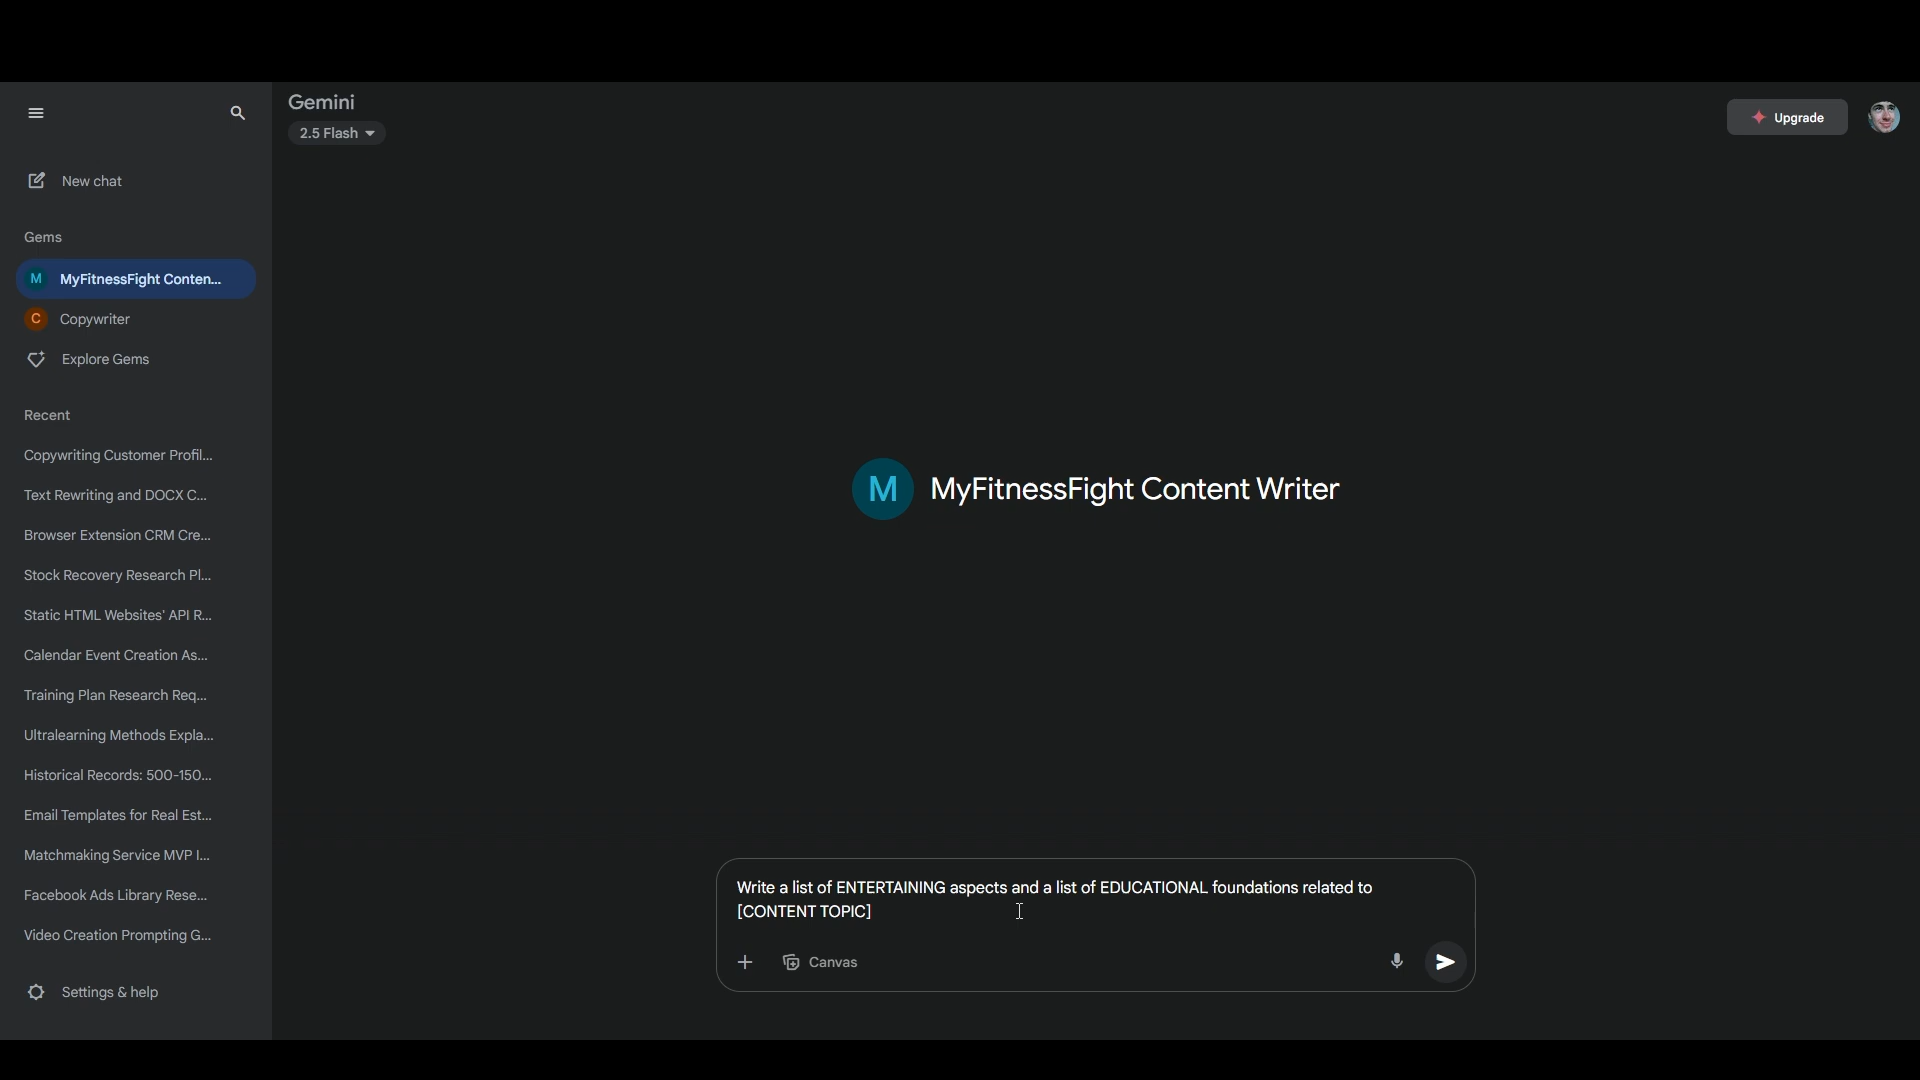 Gemini
2.5 Flash
Upgrade
New chat
Gems
M MyFitnessFight Conten...
C Copywriter
Explore Gems
Recent
Copywriting Customer Profil...
Text Rewriting and DOCX C...
Browser Extension CRM Cre...
Stock Recovery Research Pl...
Static HTML Websites' API R...
Calendar Event Creation As...
Training Plan Research Req...
Ultralearning Methods Expla...
Historical Records: 500-150...
Email Templates for Real Est...
Matchmaking Service MVP I...
Facebook Ads Library Rese...
Video Creation Prompting G...
Settings & help
M MyFitnessFight Content Writer
Write a list of ENTERTAINING aspects and a list of EDUCATIONAL foundations related to
[CONTENT TOPIC]
Canvas